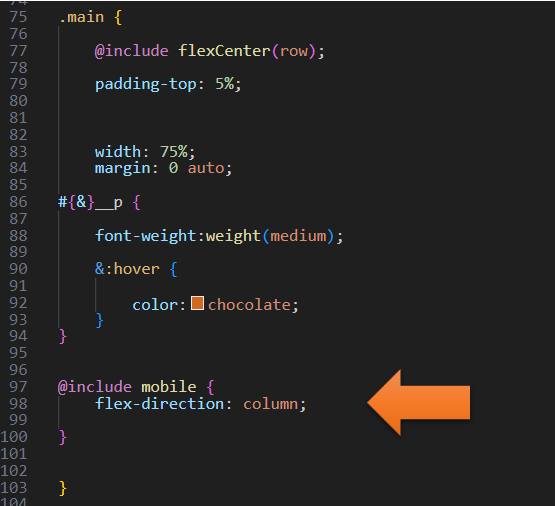 75 .main {
76
77 @include flexCenter(row);
78
79 padding-top: 5%;
80
81
82
83 width: 75%;
84 margin: 0 auto;
85
86 #{&}__p {
87
88 font-weight:weight(medium);
89
90 &:hover {
91
92 color: chocolate;
93 }
94 }
95
96
97 @include mobile {
98 flex-direction: column;
99
100 }
101
102
103 }
104